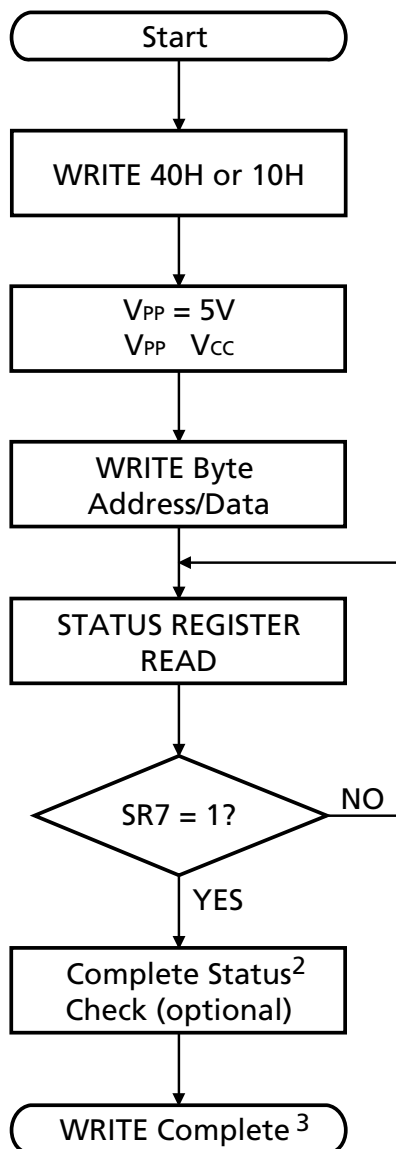 Start
WRITE 40H or 10H
VPP = 5V
VPP VCC
WRITE Byte
Address/Data
STATUS REGISTER
READ
SR7 = 1?
NO
YES
Complete Status2
Check (optional)
WRITE Complete 3